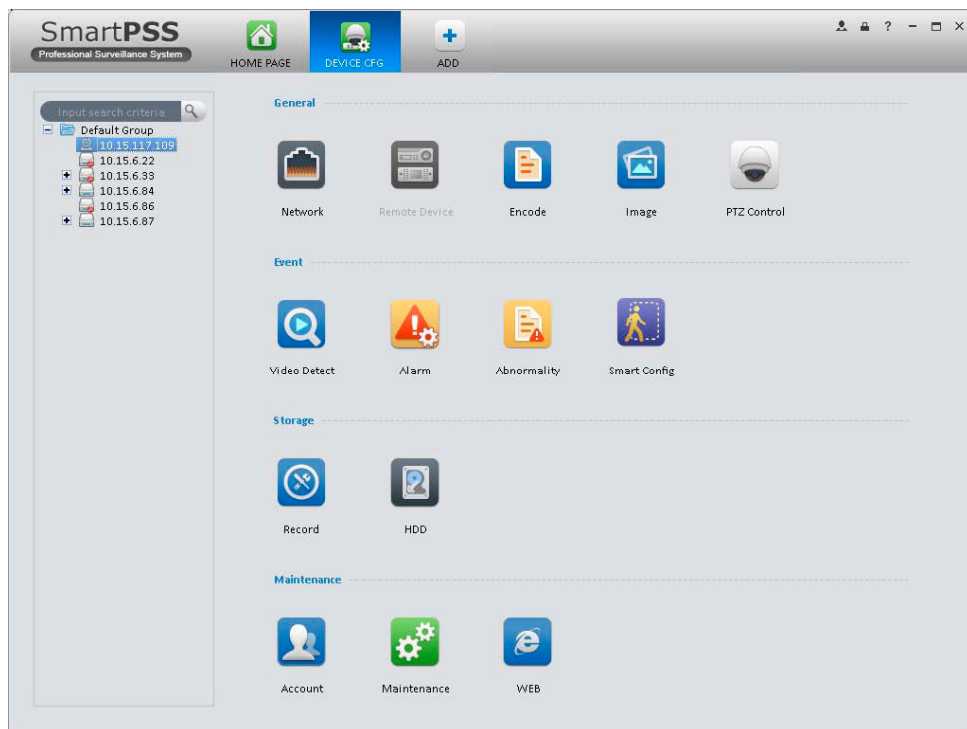 SmartPSS
Professional Surveillance System
HOME PAGE
DEVICE CFG
ADD
?
Input search criteria
Default Group
10.15.117.109
10.15.6.22
10.15.6.33
10.15.6.84
10.15.6.86
10.15.6.87
General
Network
Remote Device
Encode
Image
PTZ Control
Event
Video Detect
Alarm
Abnormality
Smart Config
Storage
Record
HDD
Maintenance
Account
Maintenance
WEB